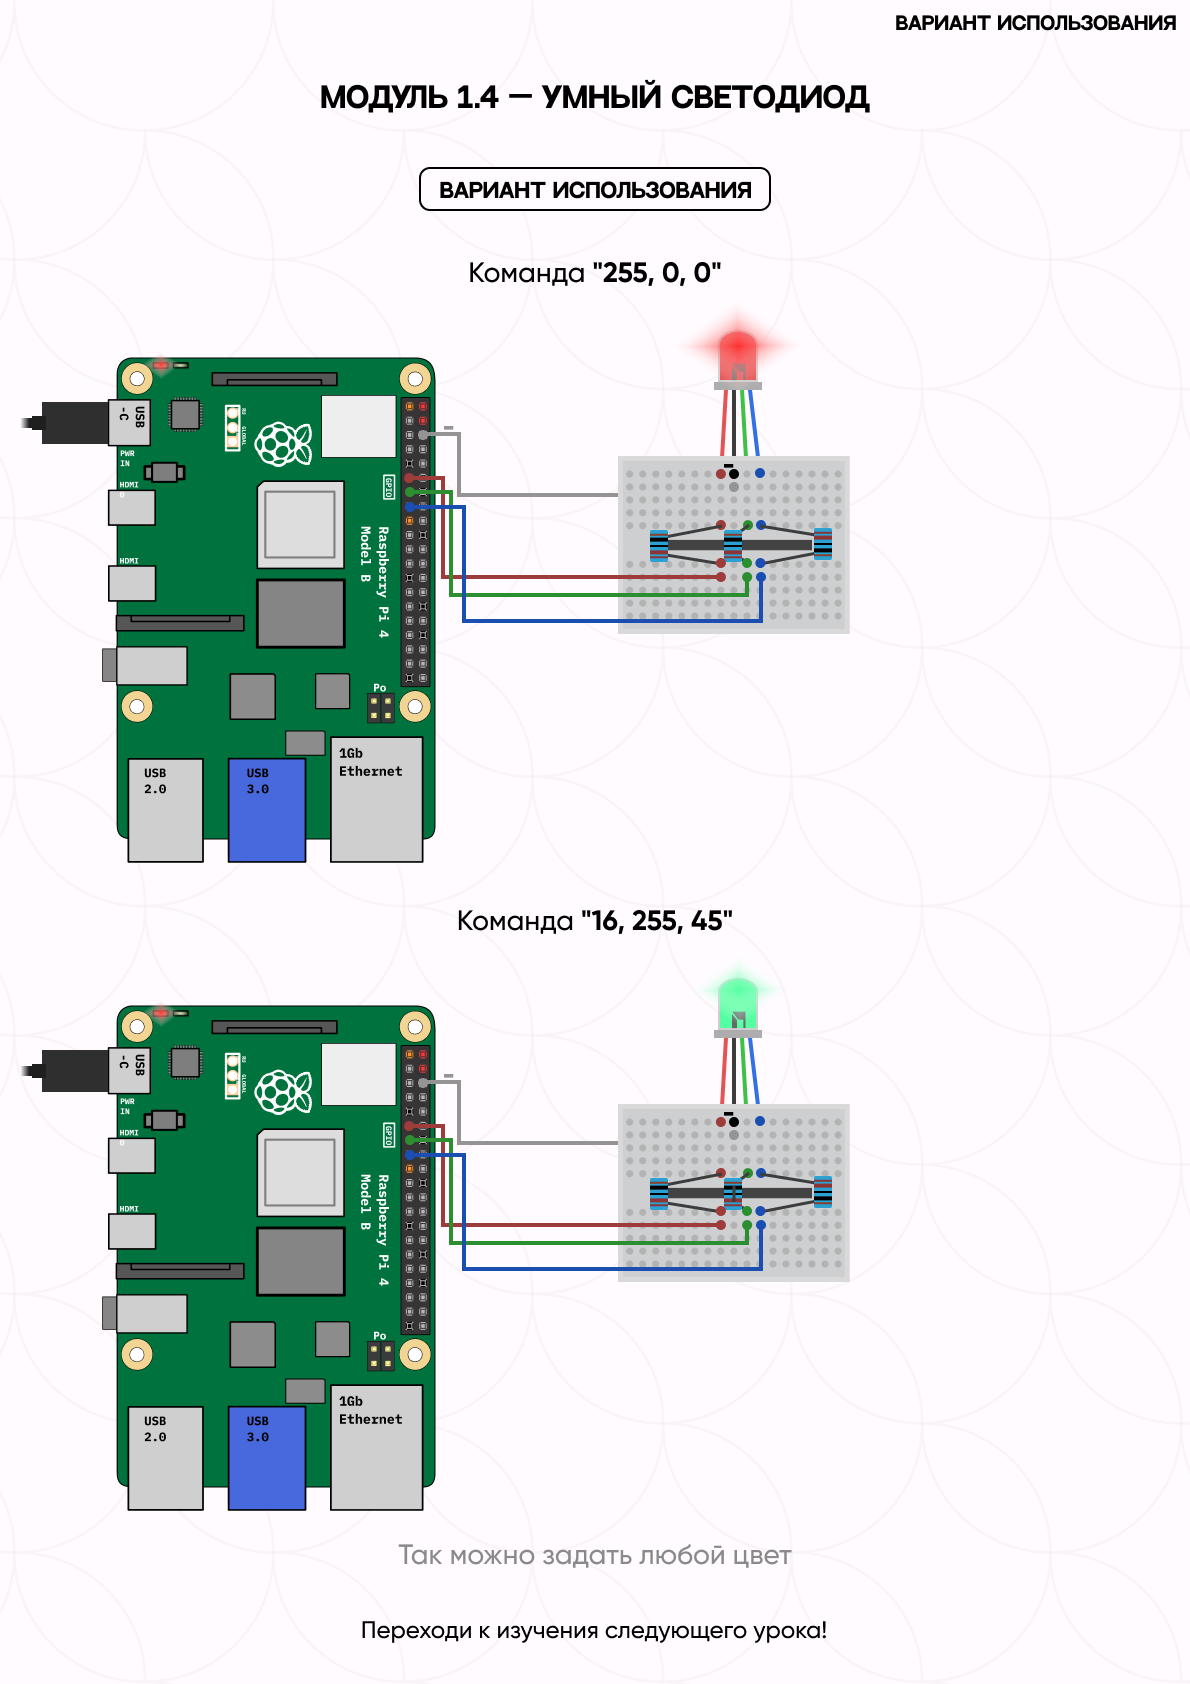 ВАРИАНТ ИСПОЛЬЗОВАНИЯ
МОДУЛЬ 1.4 — УМНЫЙ СВЕТОДИОД
ВАРИАНТ ИСПОЛЬЗОВАНИЯ
Команда "255, 0, 0"
USB
-C
PWR
IN
HDMI
0
HDMI
GLOBAL
GPIO
Raspberry Pi 4
Model B
Po
USB
2.0
USB
3.0
1Gb
Ethernet
Команда "16, 255, 45"
USB
-C
PWR
IN
HDMI
0
HDMI
GLOBAL
GPIO
Raspberry Pi 4
Model B
Po
USB
2.0
USB
3.0
1Gb
Ethernet
Так можно задать любой цвет
Переходи к изучения следующего урока!